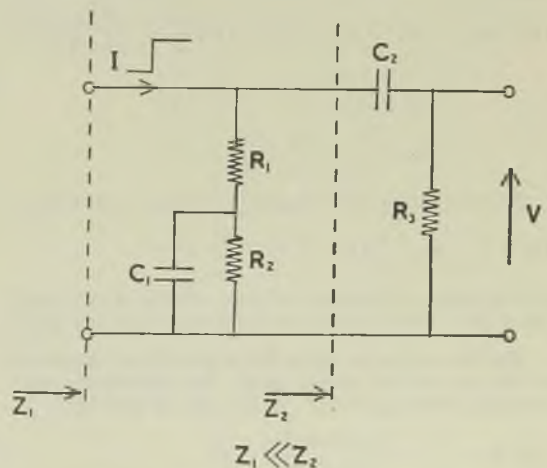 I
C₂
R₁
R₃
V
C₁
R₂
Z₁
Z₂
Z₁ ≪ Z₂